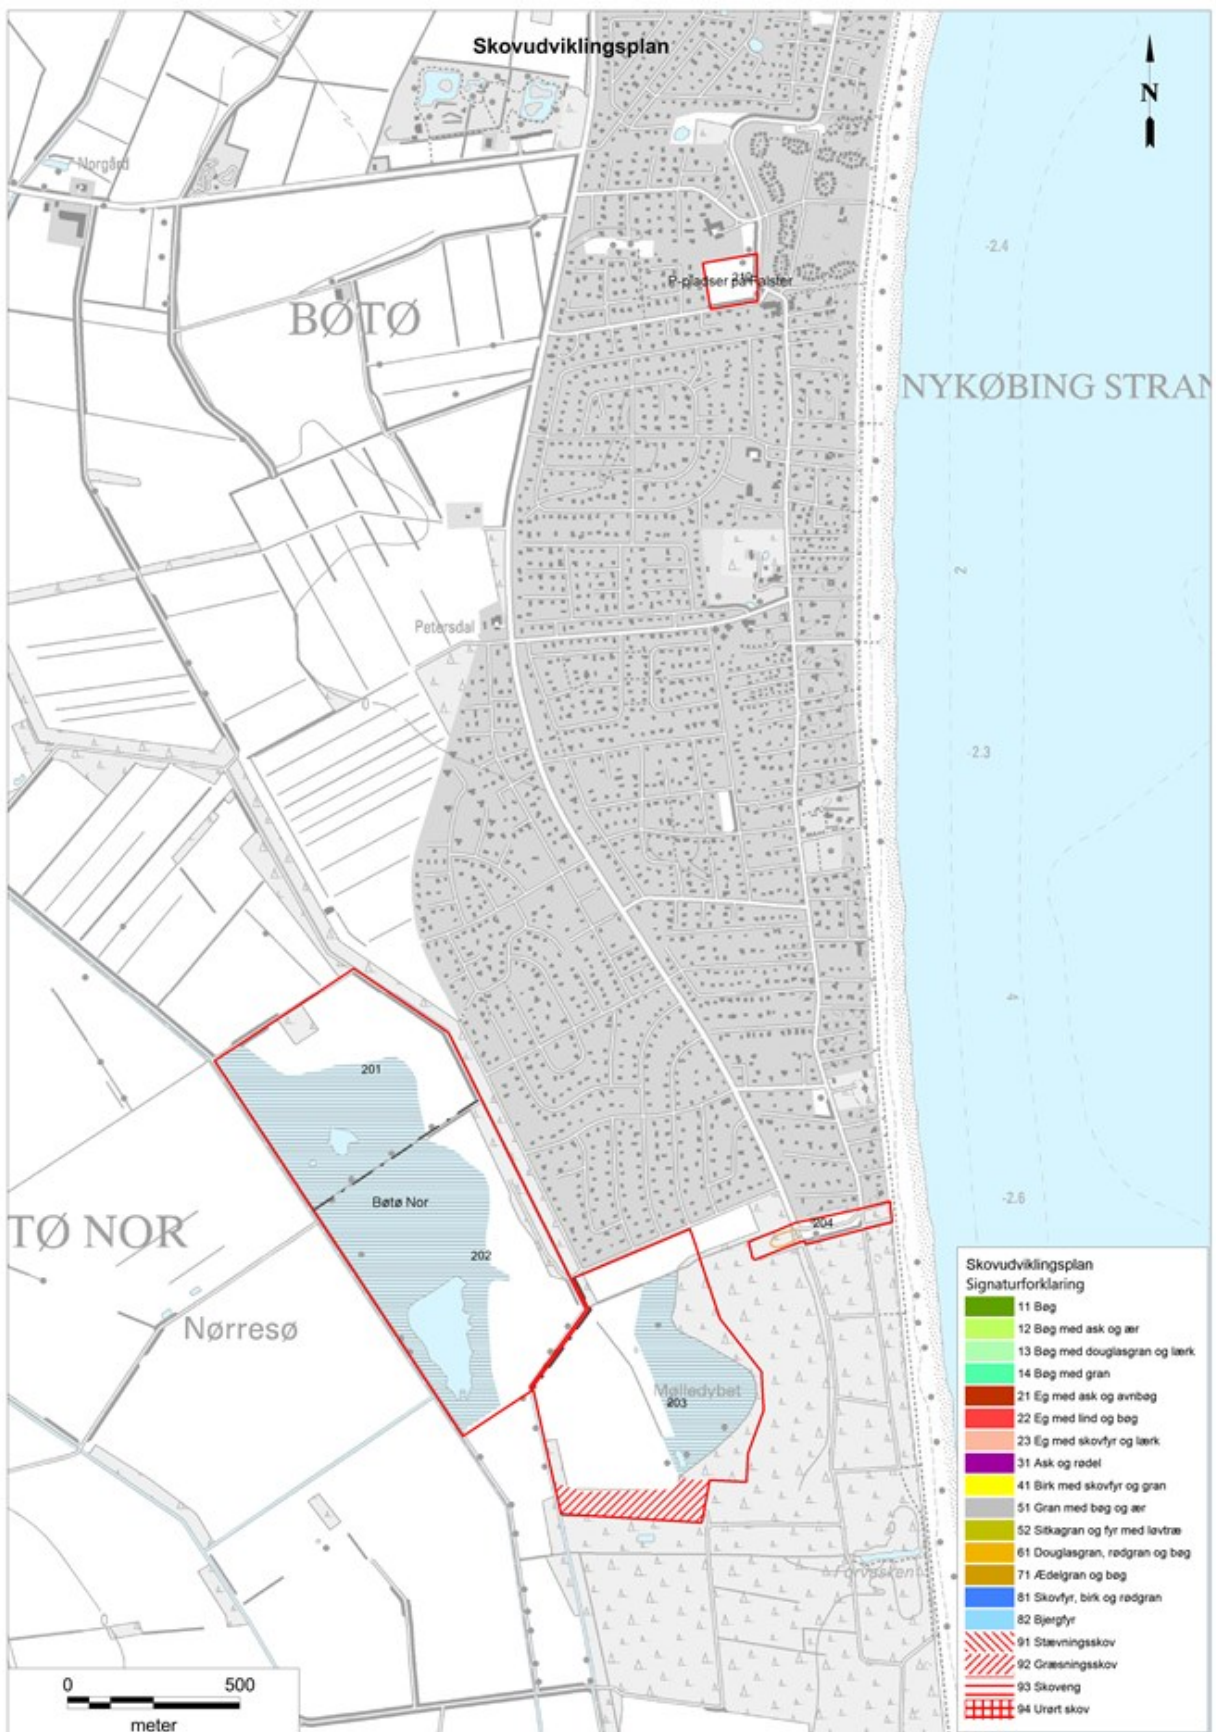 Skovudviklingsplan
N
Norgård
-2.4
P-pladser på Falster
210
BØTØ
NYKØBING STRAN
2
Petersdal
0
-2.3
4
201
Bøtø Nor
-2.6
204
TØ NOR
202
Nørresø
Mølledybet
203
Skovudviklingsplan
Signaturforklaring
11 Bøg
12 Bøg med ask og ær
13 Bøg med douglasgran og lærk
14 Bøg med gran
21 Eg med ask og avnbøg
22 Eg med lind og bøg
23 Eg med skovfyr og lærk
31 Ask og rødel
41 Birk med skovfyr og gran
51 Gran med bøg og ær
52 Sitkagran og fyr med løvtræ
61 Douglasgran, rødgran og bøg
71 Ædelgran og bøg
81 Skovfyr, birk og rødgran
82 Bjergfyr
91 Stævningsskov
92 Græsningsskov
93 Skoveng
94 Urørt skov
0 500
meter